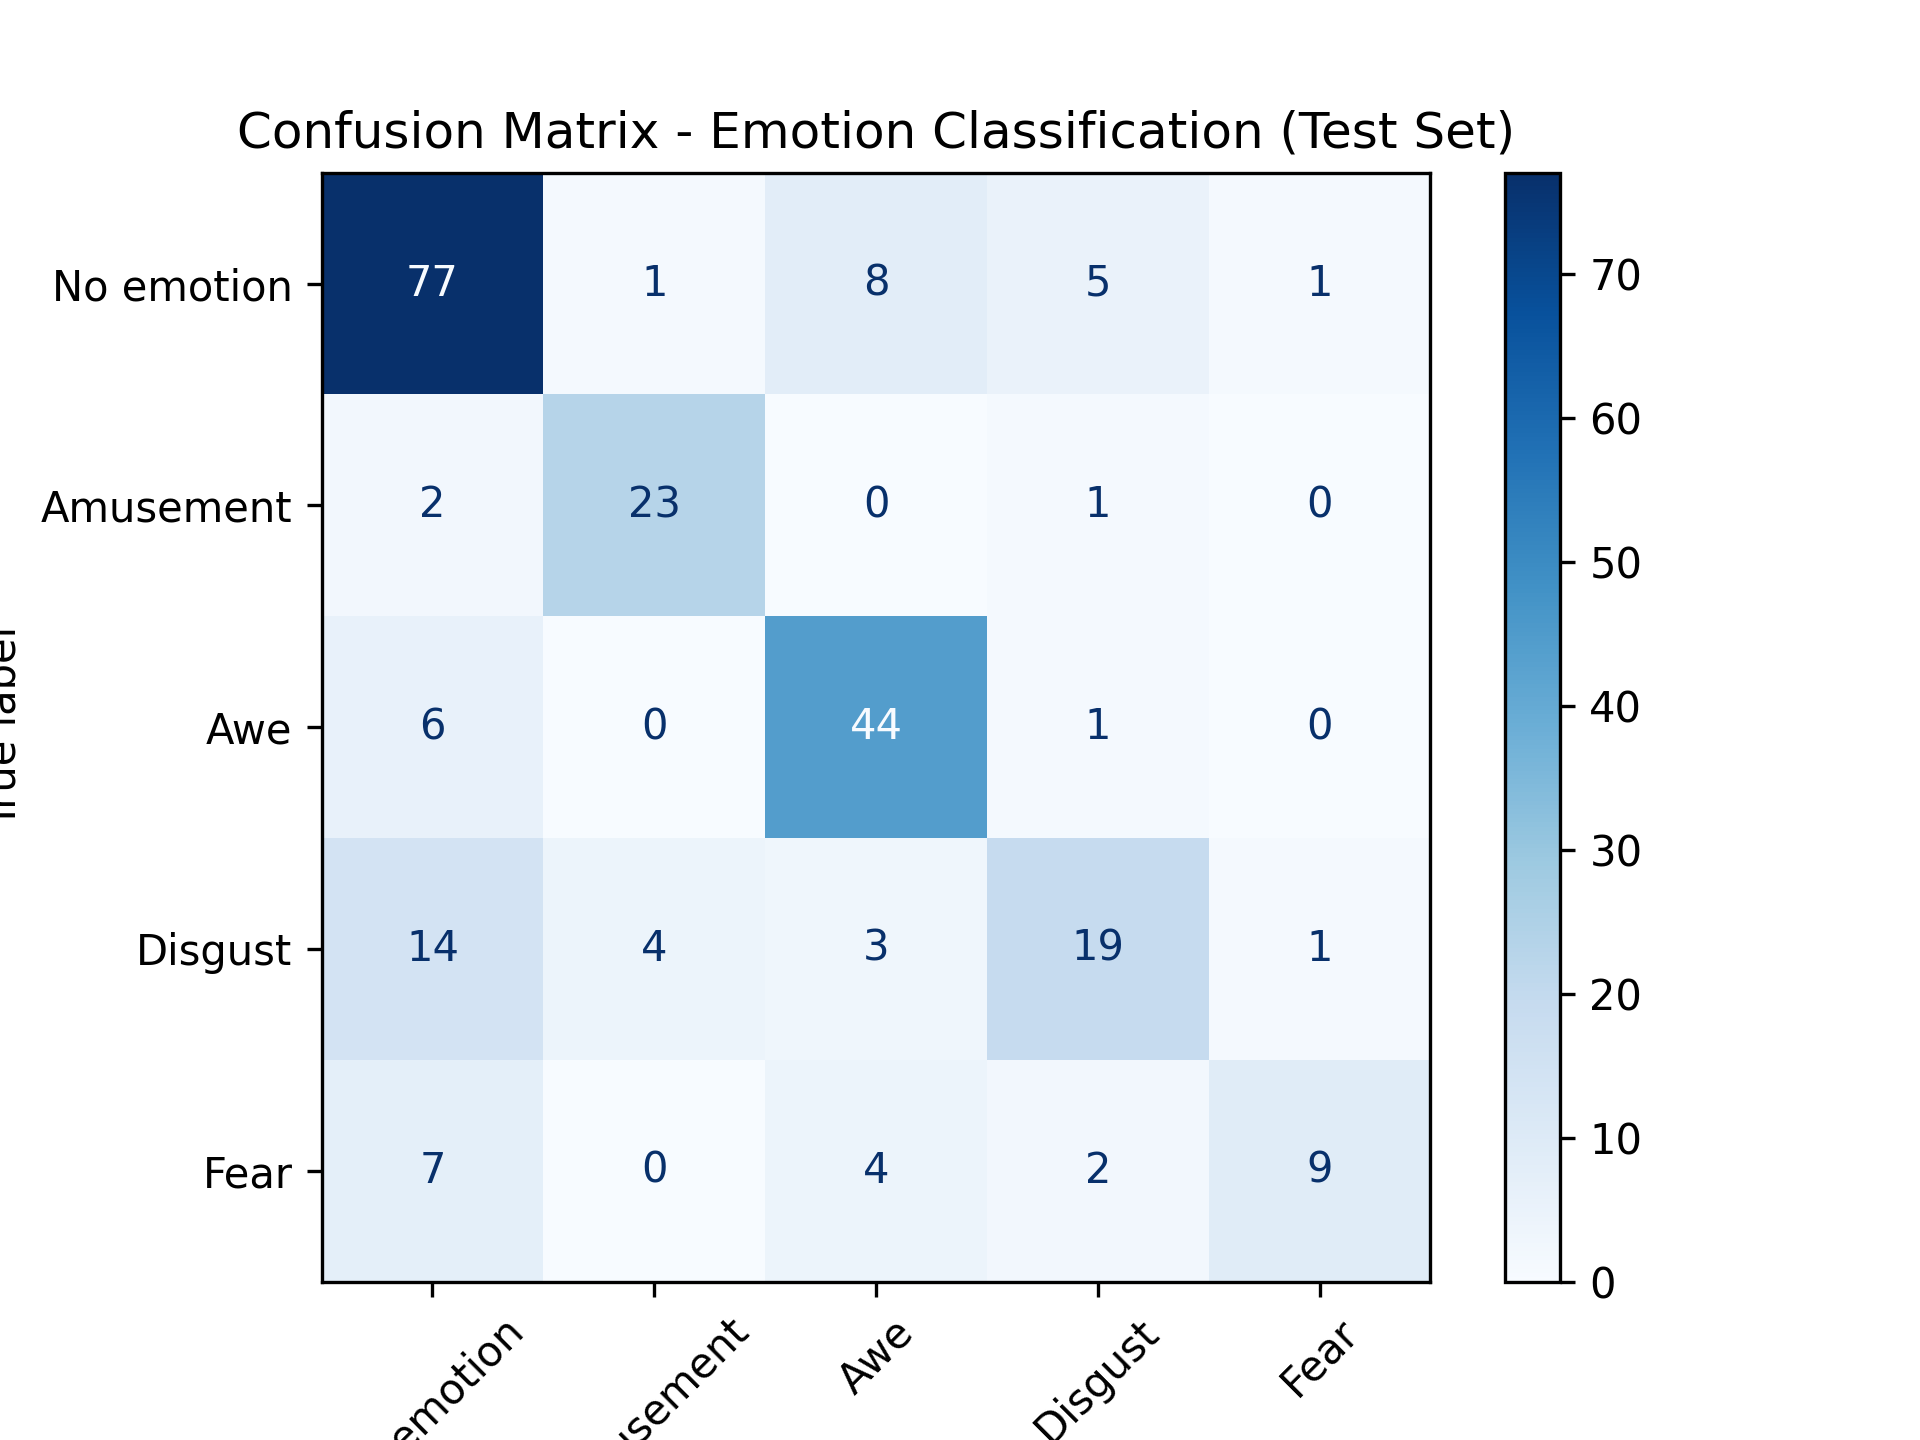 Confusion Matrix - Emotion Classification (Test Set)
No emotion 77 1 8 5 1
Amusement 2 23 0 1 0
Awe 6 0 44 1 0
Disgust 14 4 3 19 1
Fear 7 0 4 2 9
70
60
50
40
30
20
10
0
label
emotion
Awe
Disgust
Fear